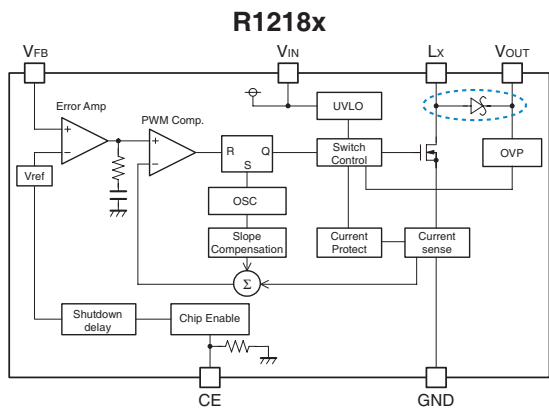 R1218x
VFB
VIN
LX
VOUT
Error Amp
PWM Comp.
UVLO
+
−
+
−
R
Q
S
Switch
Control
OVP
Vref
OSC
Slope
Compensation
Current
Protect
Current
sense
Σ
Shutdown
delay
Chip Enable
CE
GND